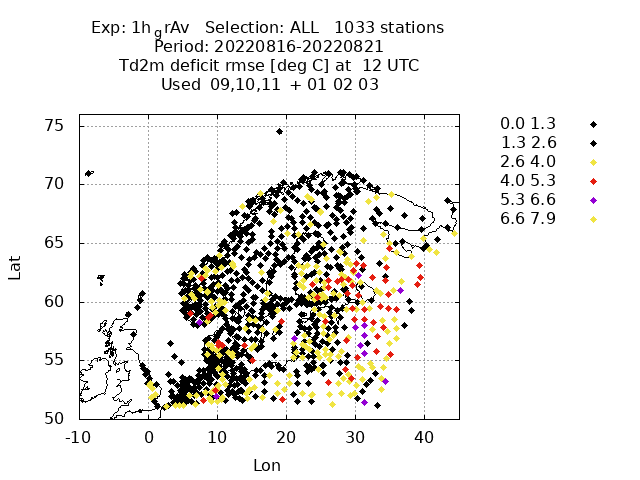 Exp: 1h grAv Selection: ALL 1033 stations
Period: 20220816-20220821
Td2m deficit rmse [deg C] at 12 UTC
Used 09,10,11 + 01 02 03
0.0 1.3
1.3 2.6
2.6 4.0
4.0 5.3
5.3 6.6
6.6 7.9
75
70
65
60
55
50
Lat
-10 0 10 20 30 40
Lon